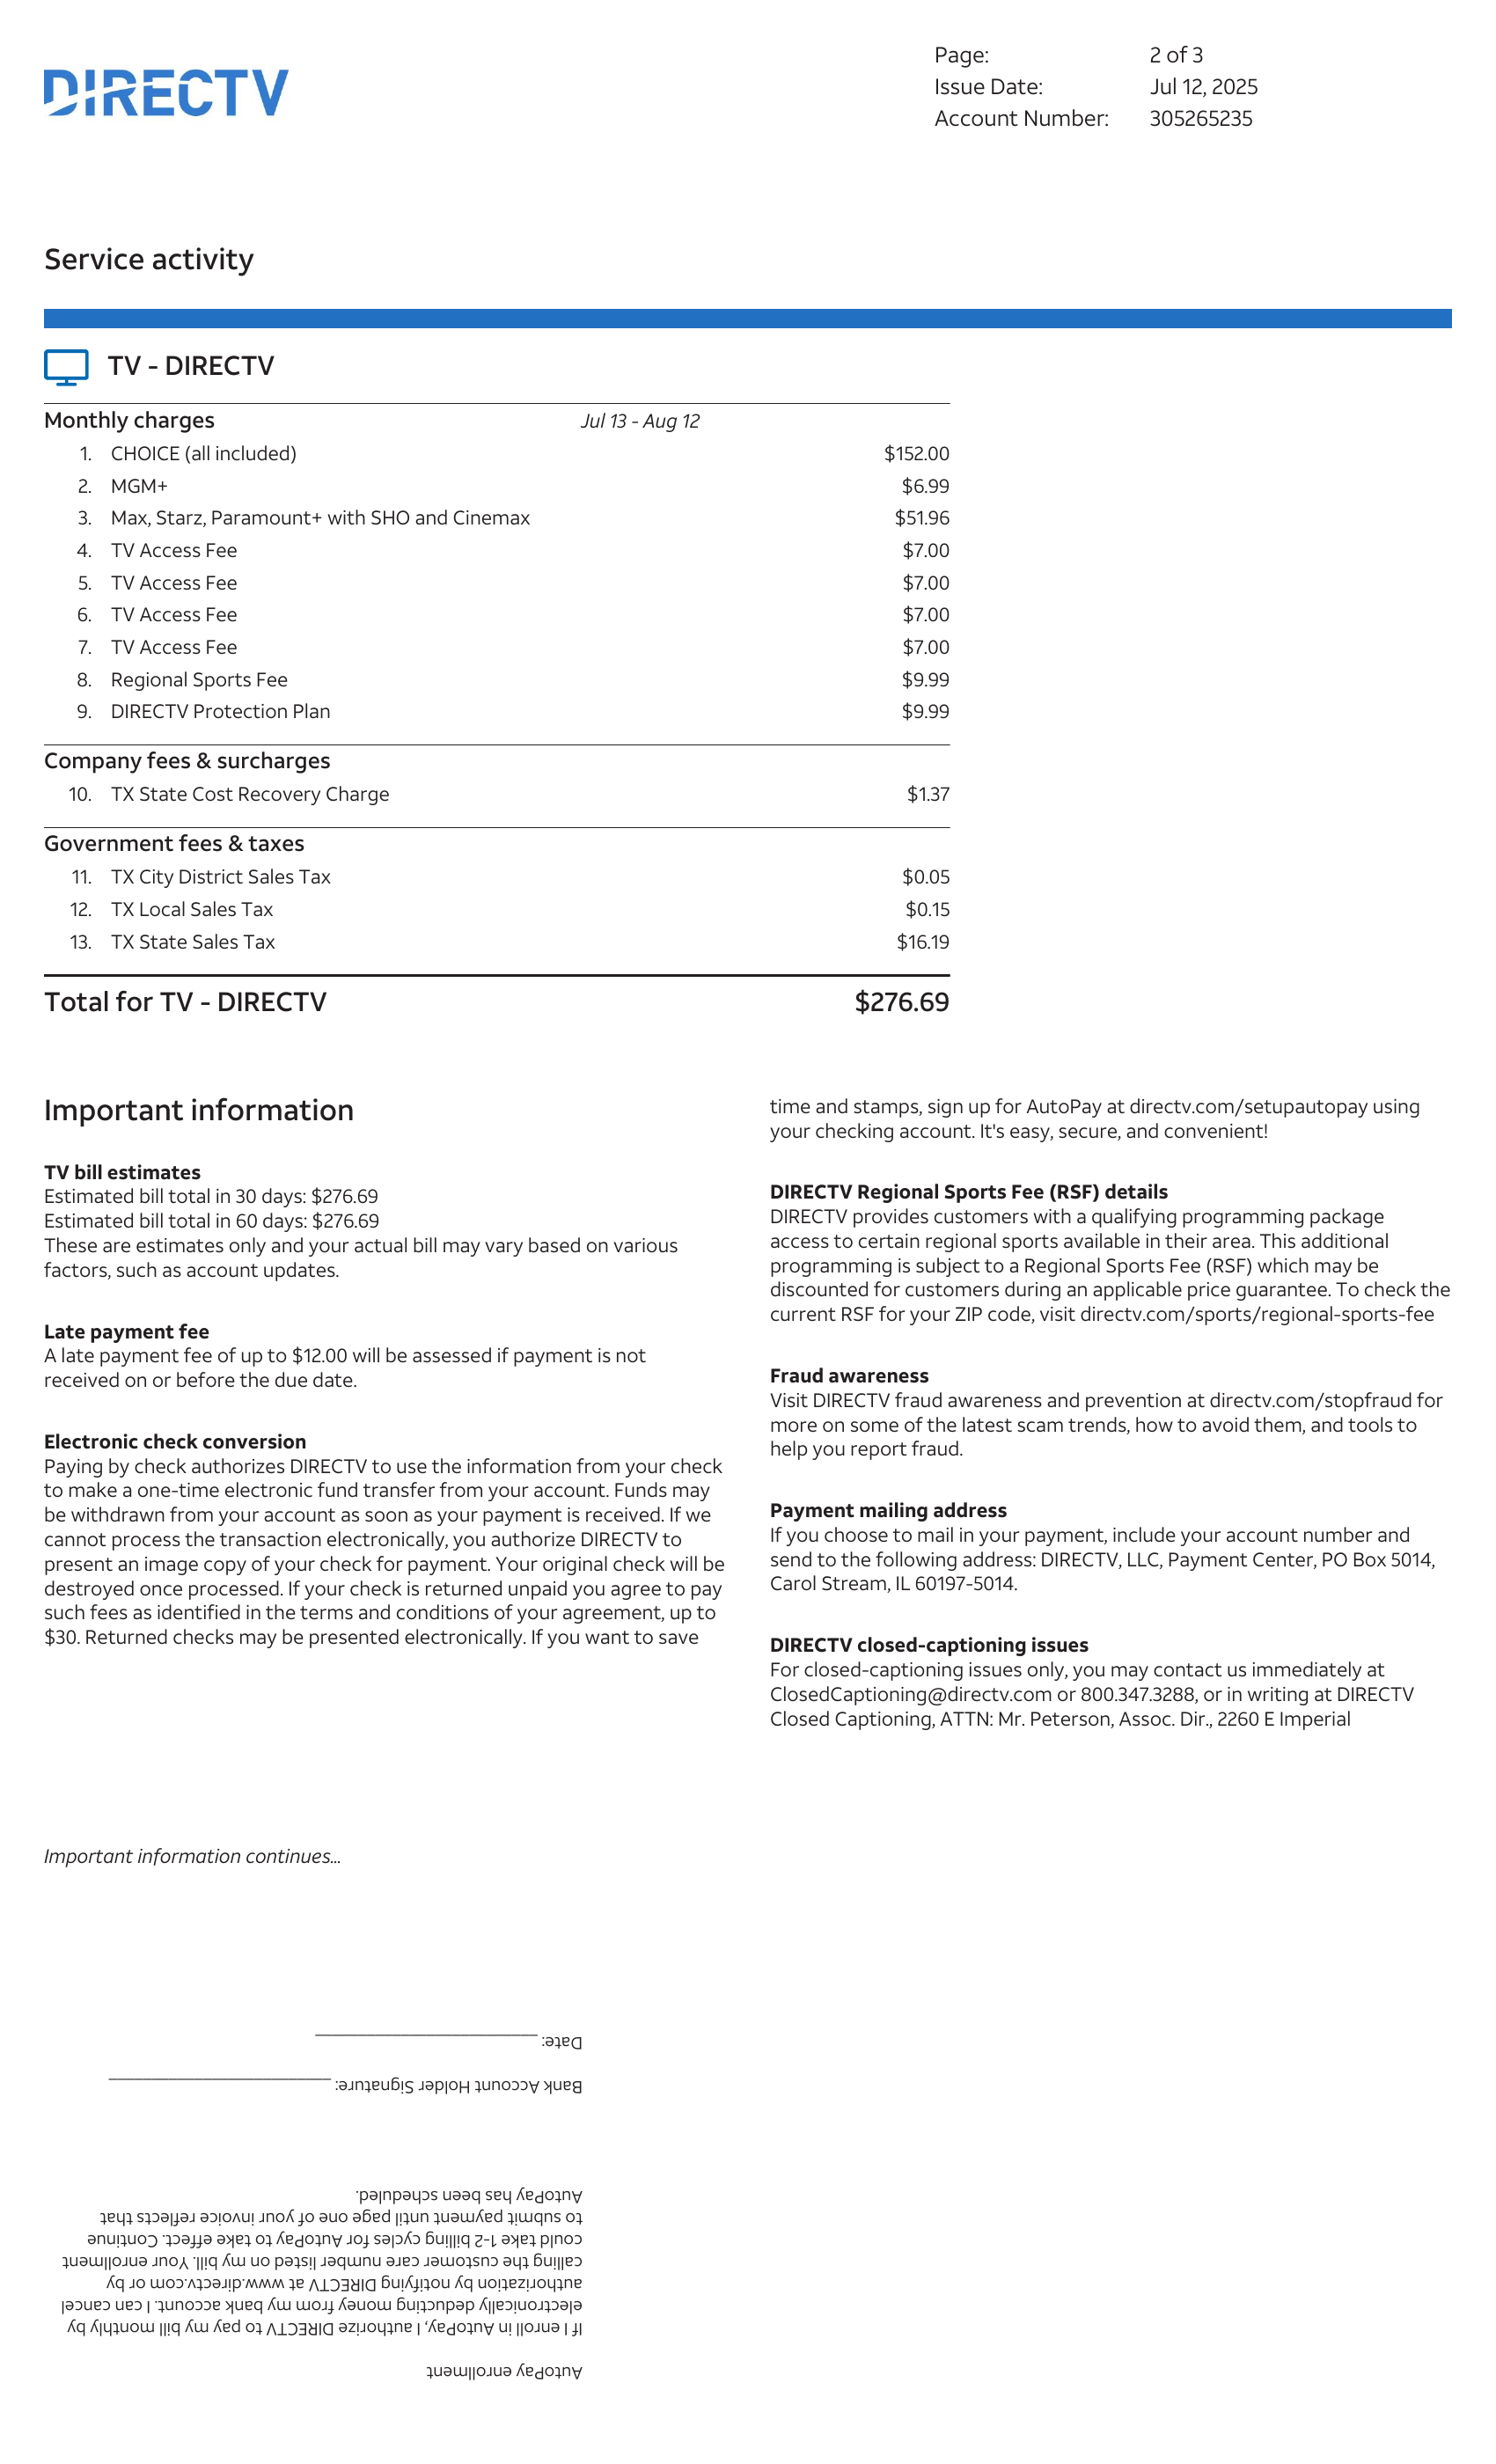 DIRECTV
Page: 2 of 3
Issue Date: Jul 12, 2025
Account Number: 305265235
Service activity
TV - DIRECTV
Monthly charges Jul 13 - Aug 12
1. CHOICE (all included) $152.00
2. MGM+ $6.99
3. Max, Starz, Paramount+ with SHO and Cinemax $51.96
4. TV Access Fee $7.00
5. TV Access Fee $7.00
6. TV Access Fee $7.00
7. TV Access Fee $7.00
8. Regional Sports Fee $9.99
9. DIRECTV Protection Plan $9.99
Company fees & surcharges
10. TX State Cost Recovery Charge $1.37
Government fees & taxes
11. TX City District Sales Tax $0.05
12. TX Local Sales Tax $0.15
13. TX State Sales Tax $16.19
Total for TV - DIRECTV $276.69
Important information
TV bill estimates
Estimated bill total in 30 days: $276.69
Estimated bill total in 60 days: $276.69
These are estimates only and your actual bill may vary based on various
factors, such as account updates.
Late payment fee
A late payment fee of up to $12.00 will be assessed if payment is not
received on or before the due date.
Electronic check conversion
Paying by check authorizes DIRECTV to use the information from your check
to make a one-time electronic fund transfer from your account. Funds may
be withdrawn from your account as soon as your payment is received. If we
cannot process the transaction electronically, you authorize DIRECTV to
present an image copy of your check for payment. Your original check will be
destroyed once processed. If your check is returned unpaid you agree to pay
such fees as identified in the terms and conditions of your agreement, up to
$30. Returned checks may be presented electronically. If you want to save
time and stamps, sign up for AutoPay at directv.com/setupautopay using
your checking account. It's easy, secure, and convenient!
DIRECTV Regional Sports Fee (RSF) details
DIRECTV provides customers with a qualifying programming package
access to certain regional sports available in their area. This additional
programming is subject to a Regional Sports Fee (RSF) which may be
discounted for customers during an applicable price guarantee. To check the
current RSF for your ZIP code, visit directv.com/sports/regional-sports-fee
Fraud awareness
Visit DIRECTV fraud awareness and prevention at directv.com/stopfraud for
more on some of the latest scam trends, how to avoid them, and tools to
help you report fraud.
Payment mailing address
If you choose to mail in your payment, include your account number and
send to the following address: DIRECTV, LLC, Payment Center, PO Box 5014,
Carol Stream, IL 60197-5014.
DIRECTV closed-captioning issues
For closed-captioning issues only, you may contact us immediately at
ClosedCaptioning@directv.com or 800.347.3288, or in writing at DIRECTV
Closed Captioning, ATTN: Mr. Peterson, Assoc. Dir., 2260 E Imperial
Important information continues...
AutoPay enrollment
If I enroll in AutoPay, I authorize DIRECTV to pay my bill monthly by
electronically deducting money from my bank account. I can cancel
authorization by notifying DIRECTV at www.directv.com or by
calling the customer care number listed on my bill. Your enrollment
could take 1-2 billing cycles for AutoPay to take effect. Continue
to submit payment until page one of your invoice reflects that
AutoPay has been scheduled.
Bank Account Holder Signature:
Date: